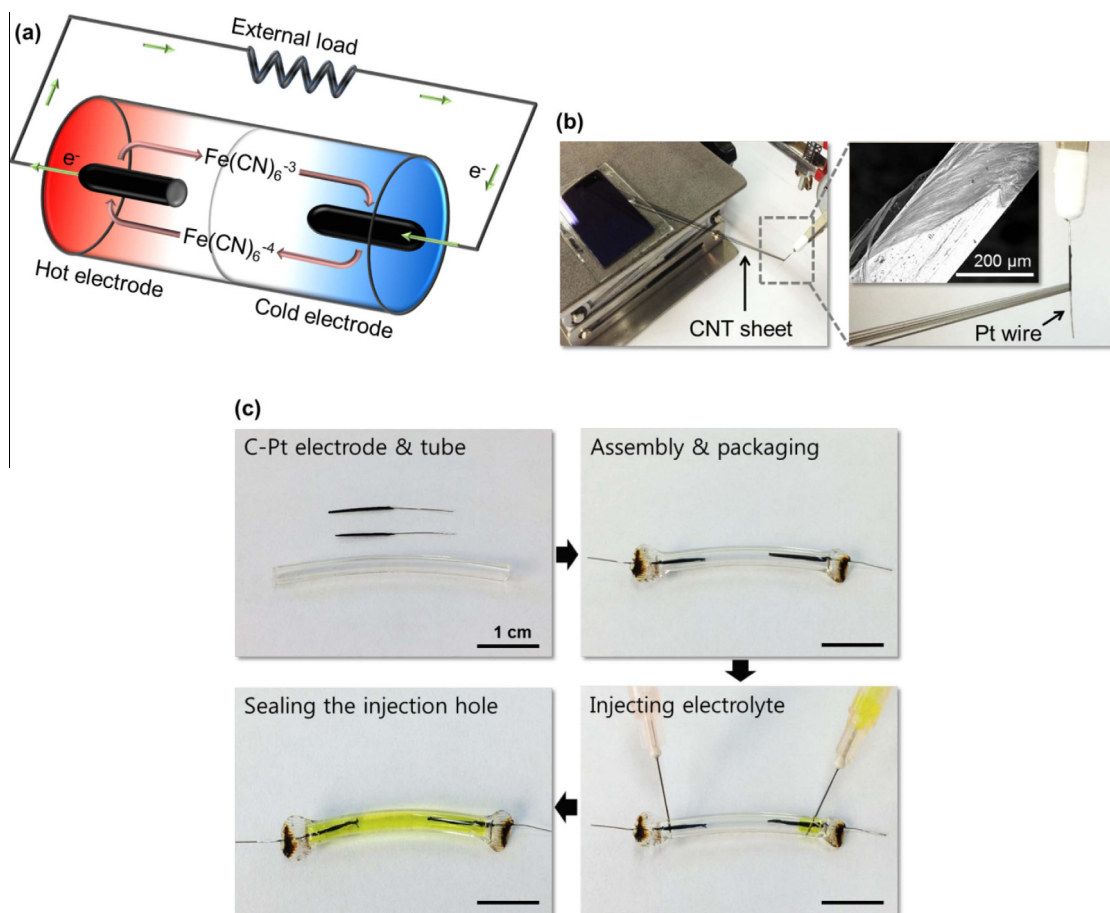 (a)
External load
e-
Fe(CN)6-3
e-
Fe(CN)6-4
Hot electrode
Cold electrode
(b)
CNT sheet
200 µm
Pt wire
(c)
C-Pt electrode & tube
1 cm
Assembly & packaging
Sealing the injection hole
Injecting electrolyte